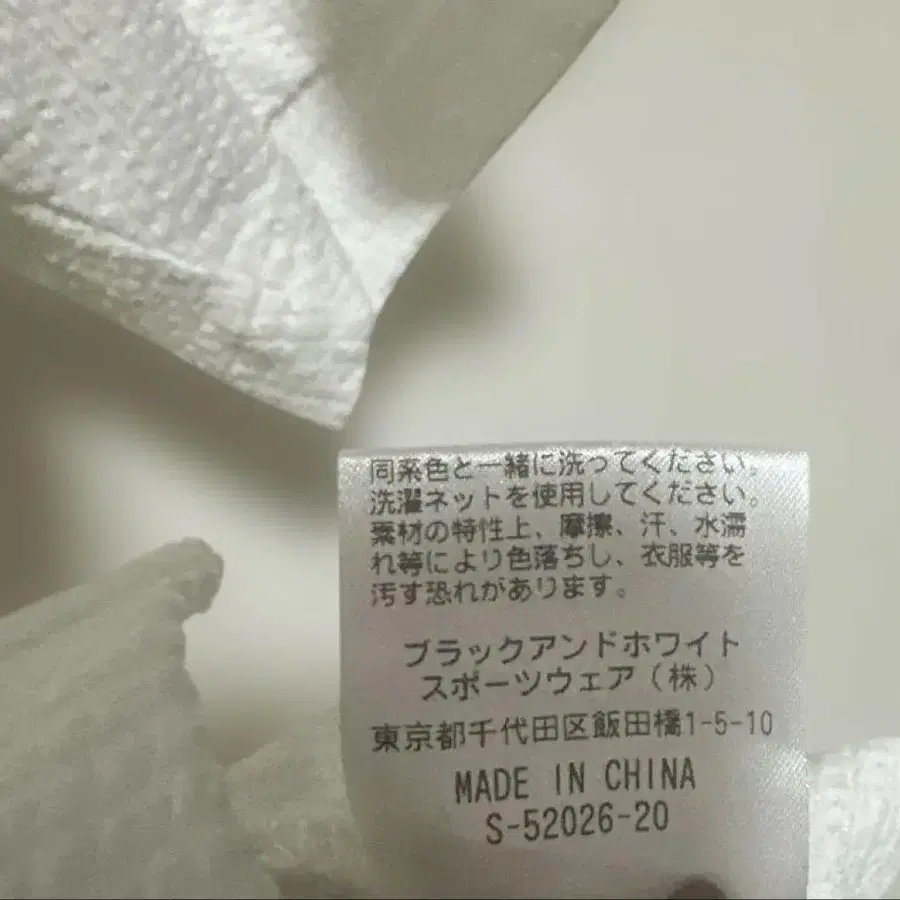 同系色と一緒に洗ってください。
洗濯ネットを使用してください。
素材の特性上、摩擦、汗、水濡
れ等により色落ちし、衣服等を
汚す恐れがあります。
ブラックアンドホワイト
スポーツウェア（株）
東京都千代田区飯田橋1-5-10
MADE IN CHINA
S-52026-20